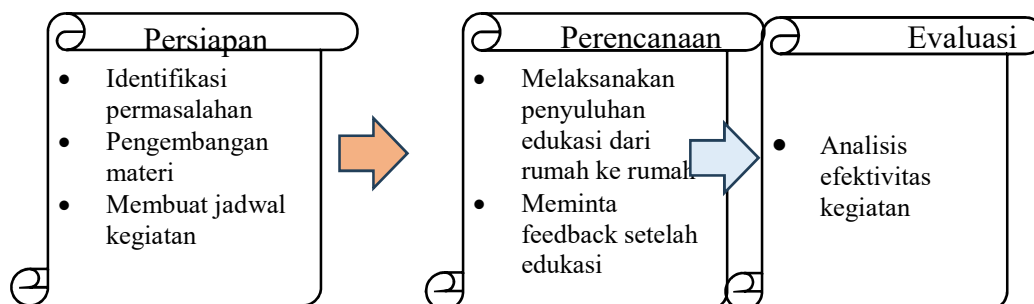 Persiapan
• Identifikasi
permasalahan
• Pengembangan
materi
• Membuat jadwal
kegiatan
Perencanaan
• Melaksanakan
penyuluhan
edukasi dari
rumah ke rumah
• Meminta
feedback setelah
edukasi
Evaluasi
• Analisis
efektivitas
kegiatan